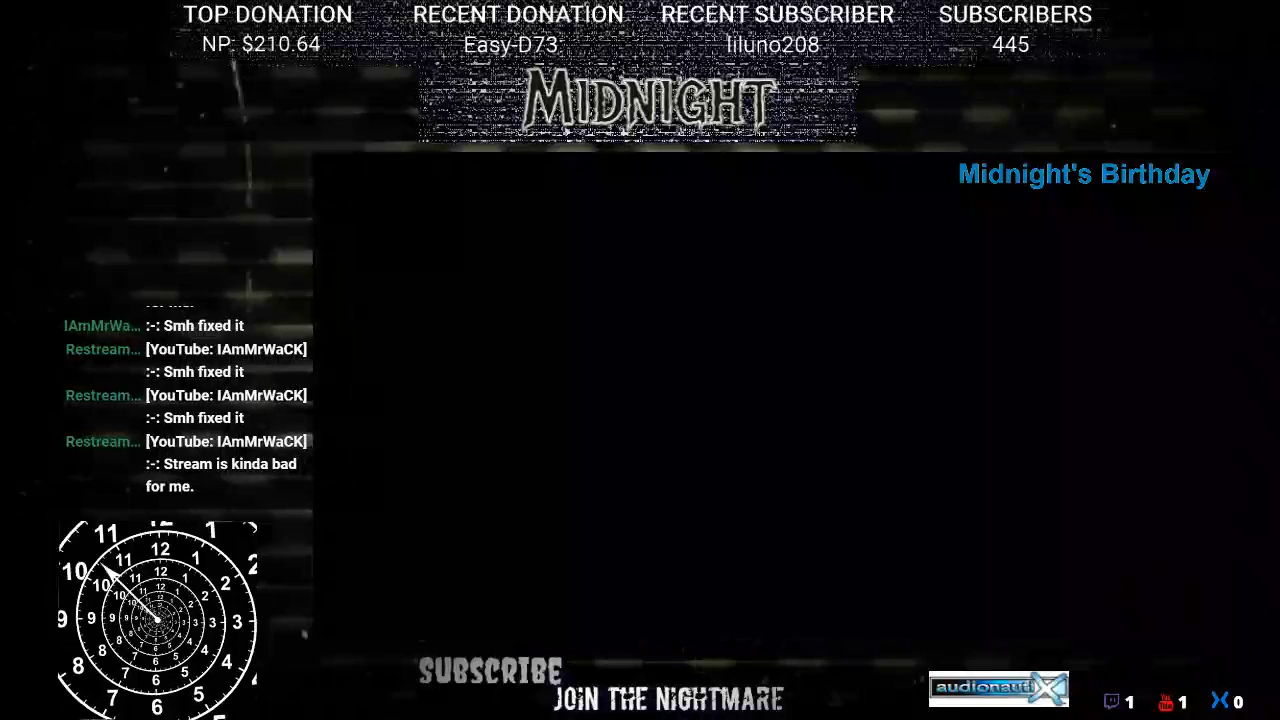 TOP DONATION
NP: $210.64
RECENT DONATION
Easy-D73
RECENT SUBSCRIBER
liluno208
SUBSCRIBERS
445
MIDNIGHT
Midnight's Birthday
IAmMrWa... :-: Smh fixed it
Restream... [YouTube: IAmMrWaCK]
:-: Smh fixed it
Restream... [YouTube: IAmMrWaCK]
:-: Smh fixed it
Restream... [YouTube: IAmMrWaCK]
:-: Stream is kinda bad
for me.
SUBSCRIBE
JOIN THE NIGHTMARE
audionautiX
1 1 0